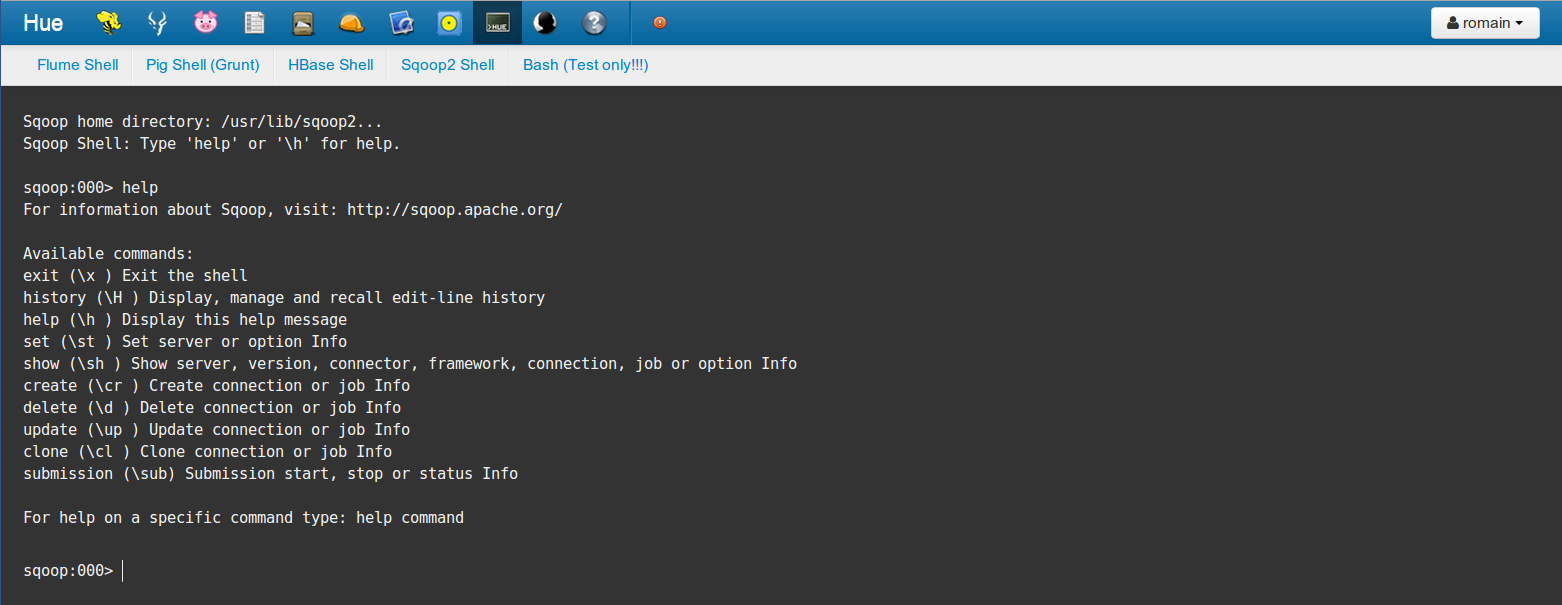 Hue >HUE ? romain
Flume Shell Pig Shell (Grunt) HBase Shell Sqoop2 Shell Bash (Test only!!!)
Sqoop home directory: /usr/lib/sqoop2...
Sqoop Shell: Type 'help' or '\h' for help.
sqoop:000> help
For information about Sqoop, visit: http://sqoop.apache.org/
Available commands:
exit (\x ) Exit the shell
history (\H ) Display, manage and recall edit-line history
help (\h ) Display this help message
set (\st ) Set server or option Info
show (\sh ) Show server, version, connector, framework, connection, job or option Info
create (\cr ) Create connection or job Info
delete (\d ) Delete connection or job Info
update (\up ) Update connection or job Info
clone (\cl ) Clone connection or job Info
submission (\sub) Submission start, stop or status Info
For help on a specific command type: help command
sqoop:000>